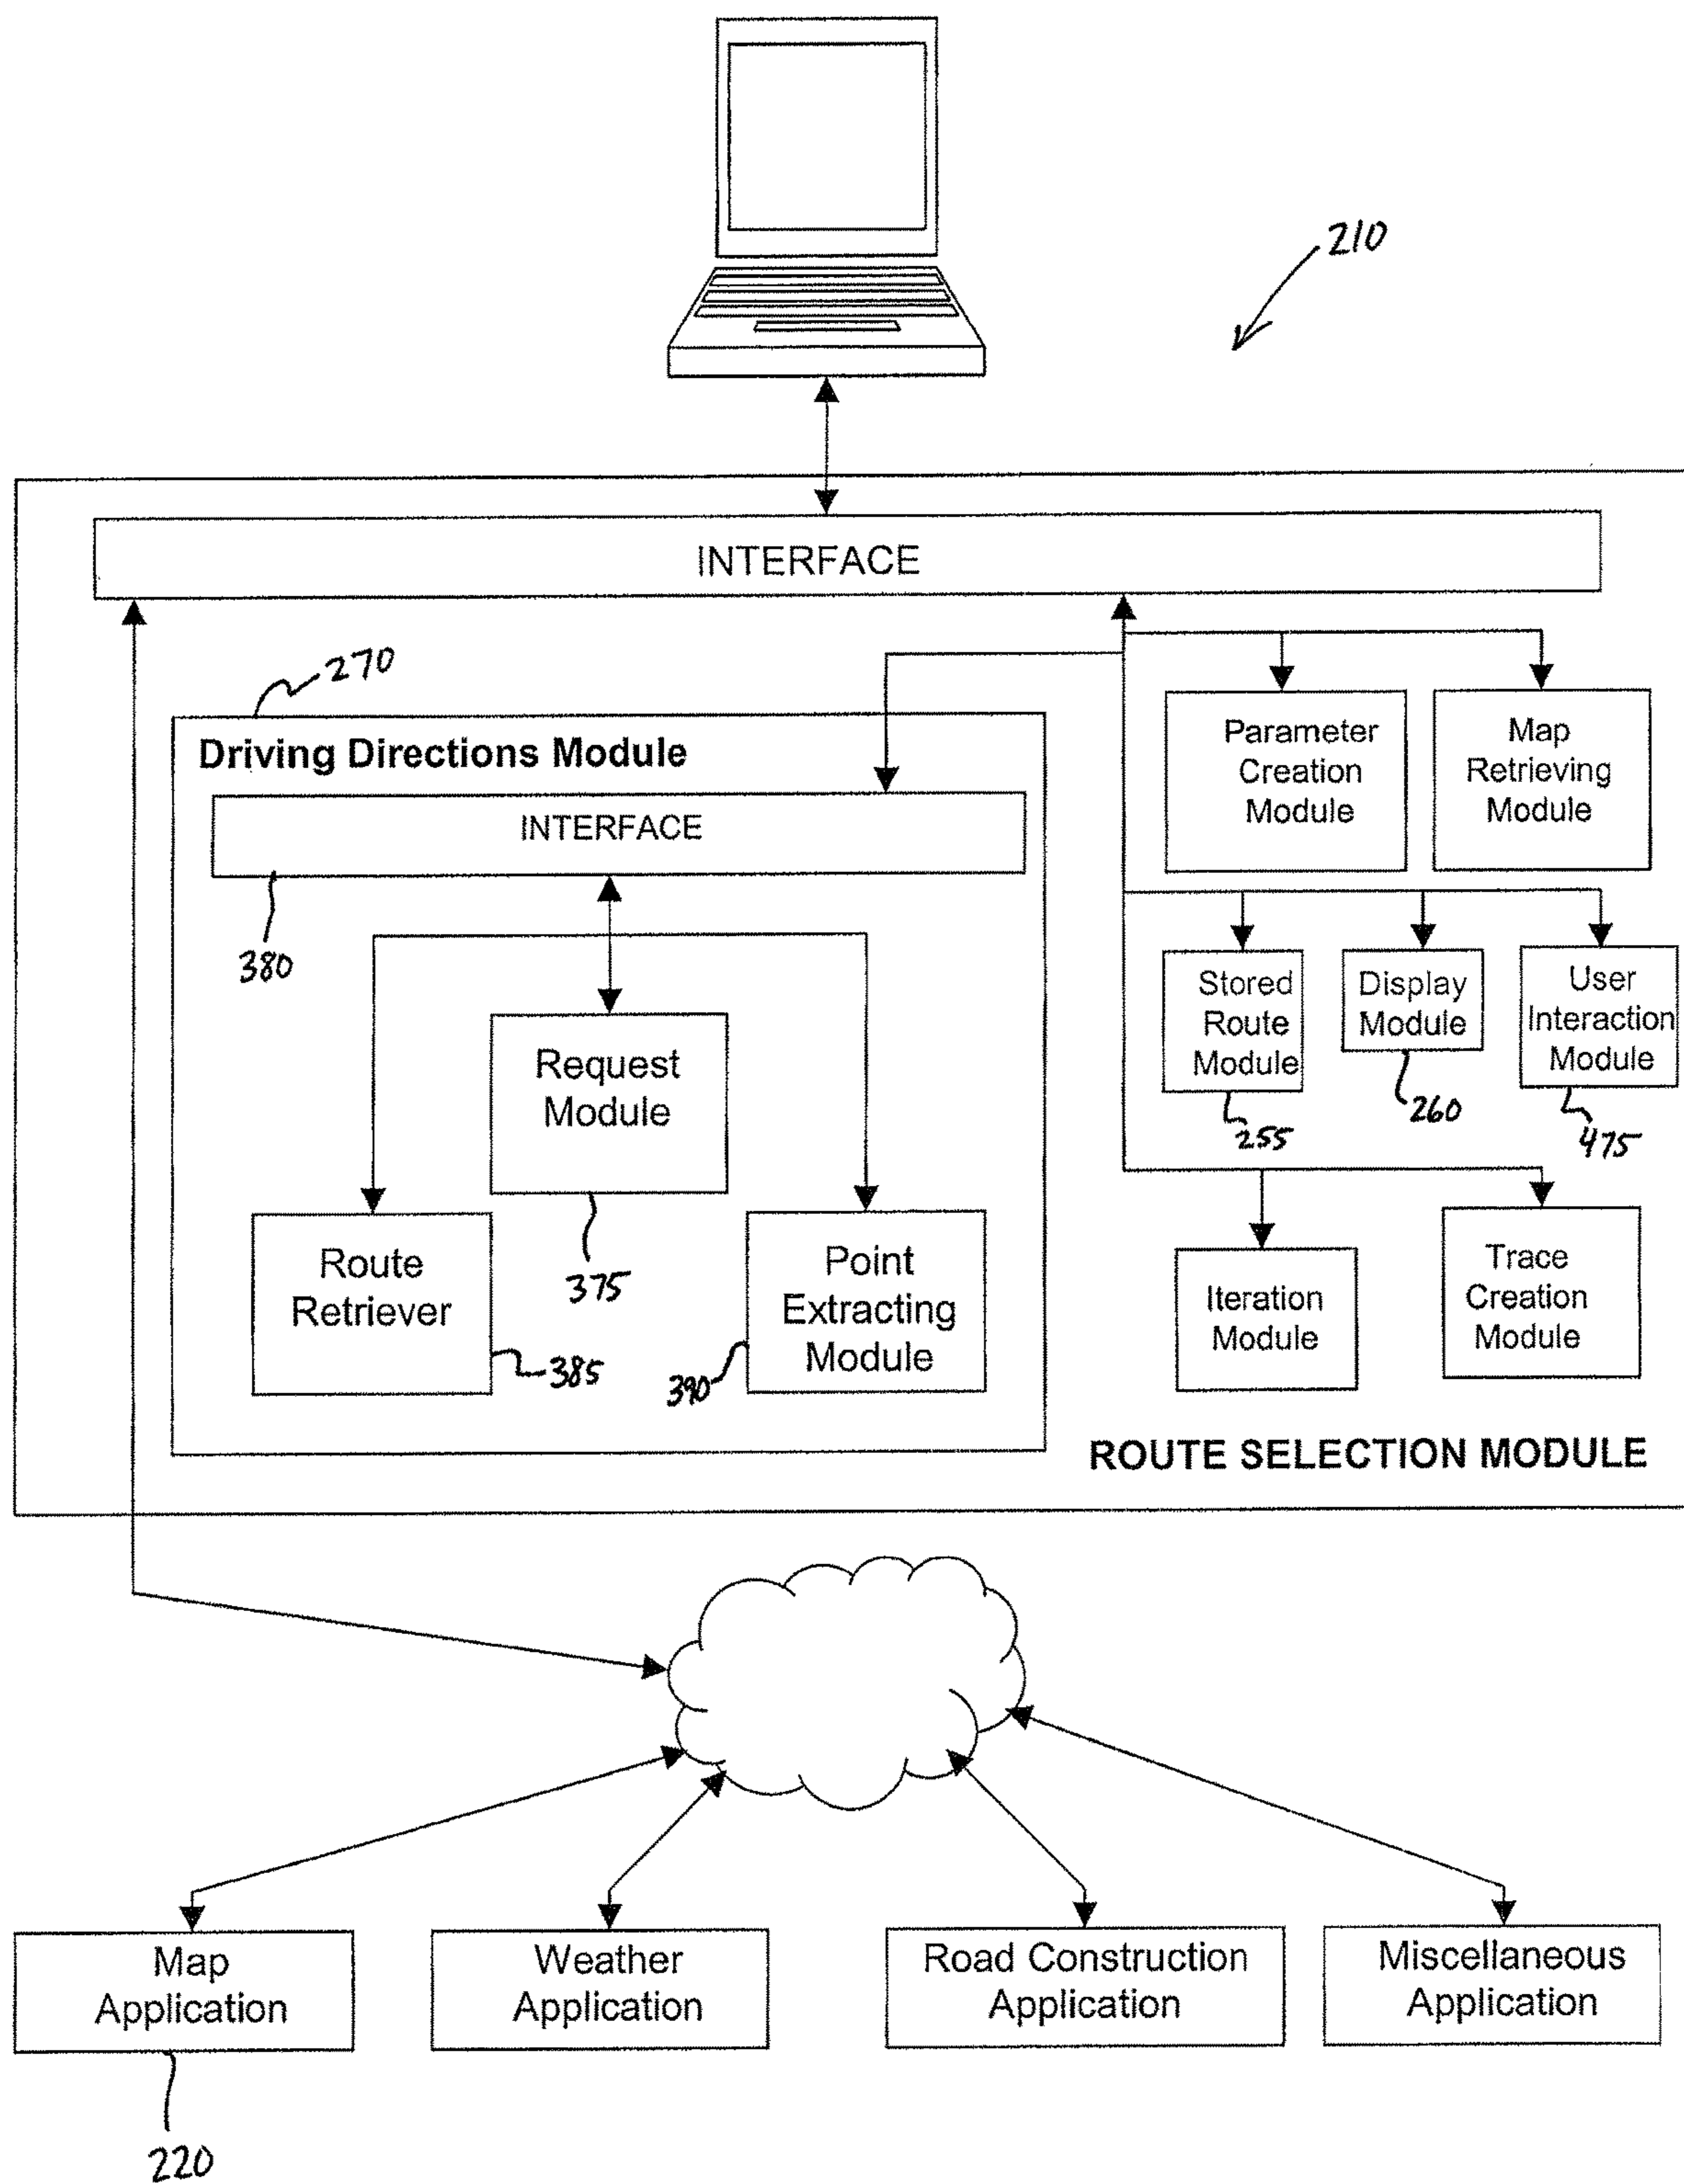 210
INTERFACE
270
Driving Directions Module
INTERFACE
380
Parameter
Creation
Module
Map
Retrieving
Module
Stored
Route
Module
255
Display
Module
260
User
Interaction
Module
475
Request
Module
375
Route
Retriever
385
Point
Extracting
Module
390
Iteration
Module
Trace
Creation
Module
ROUTE SELECTION MODULE
Map
Application
220
Weather
Application
Road Construction
Application
Miscellaneous
Application